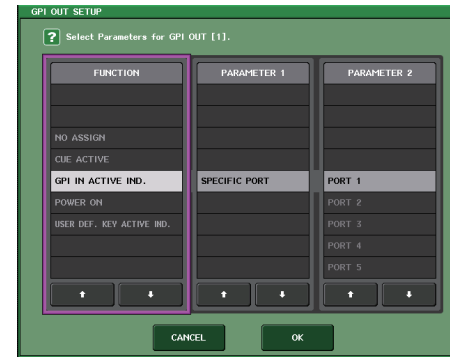 GPI OUT SETUP
? Select Parameters for GPI OUT [1].
FUNCTION PARAMETER 1 PARAMETER 2
NO ASSIGN
CUE ACTIVE
GPI IN ACTIVE IND. SPECIFIC PORT PORT 1
POWER ON PORT 2
USER DEF. KEY ACTIVE IND. PORT 3
PORT 4
PORT 5
CANCEL OK